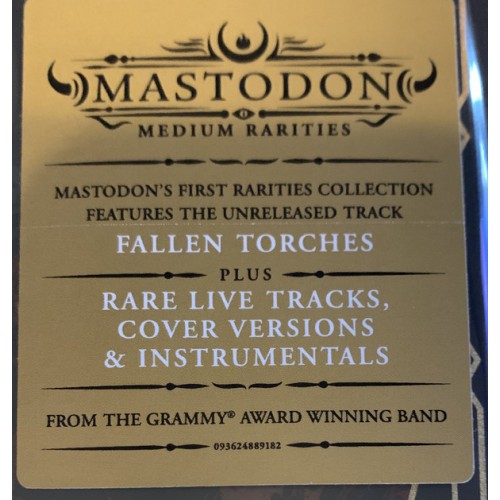 MASTODON
MEDIUM RARITIES
MASTODON'S FIRST RARITIES COLLECTION
FEATURES THE UNRELEASED TRACK
FALLEN TORCHES
PLUS
RARE LIVE TRACKS,
COVER VERSIONS
& INSTRUMENTALS
FROM THE GRAMMY® AWARD WINNING BAND
093624889182